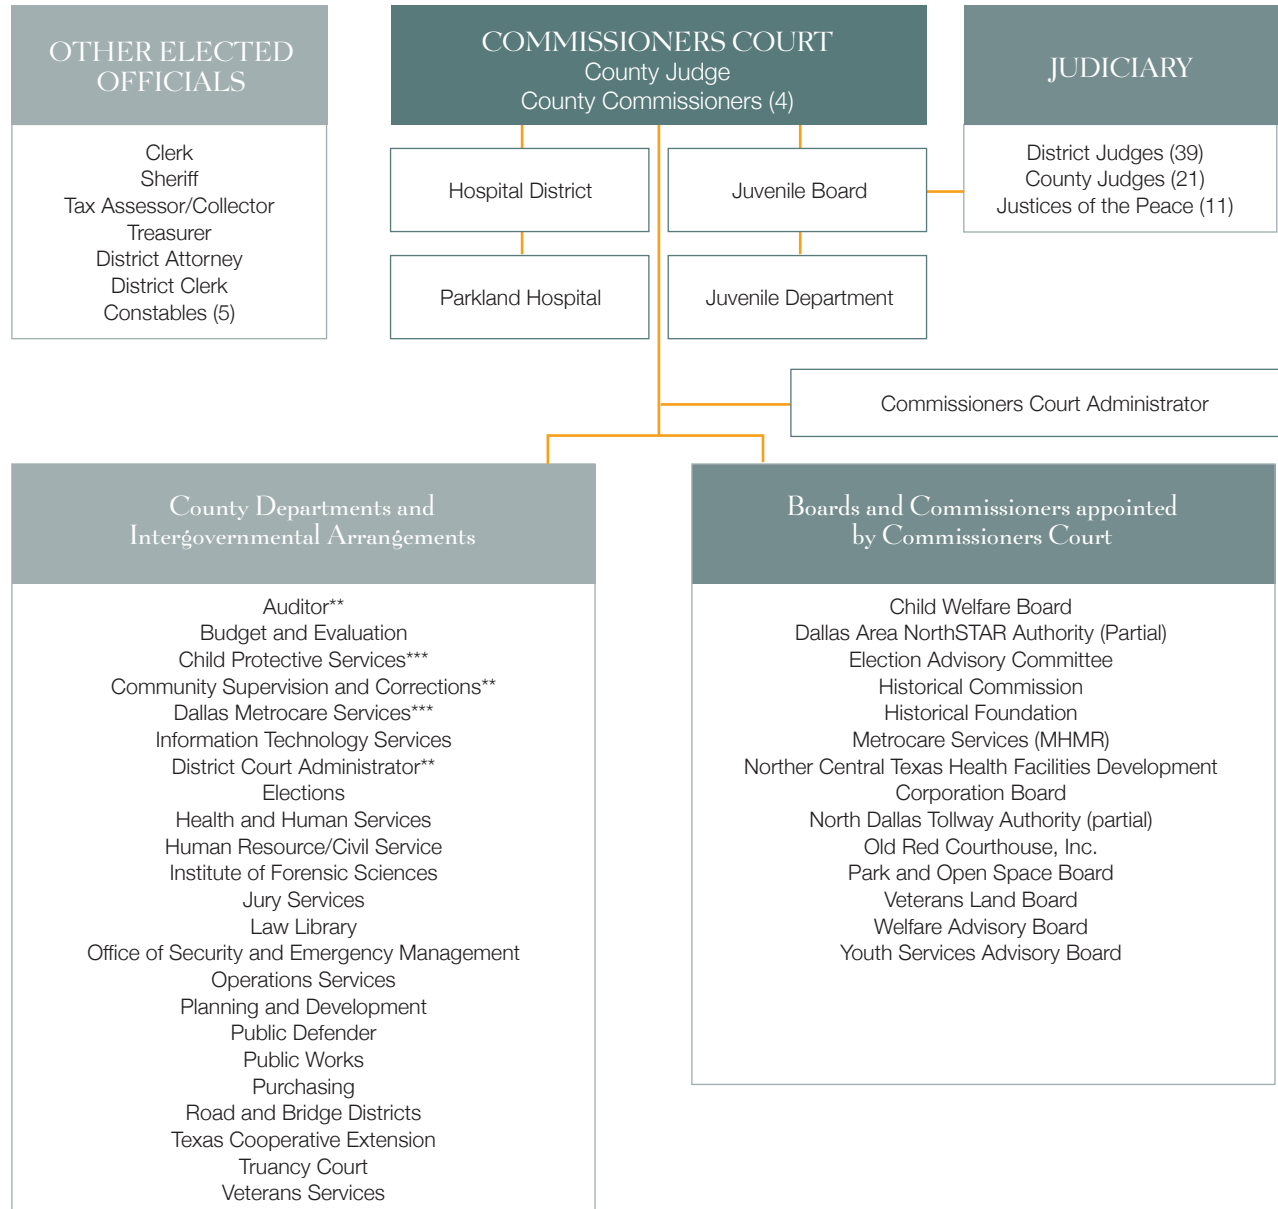 OTHER ELECTED
OFFICIALS
Clerk
Sheriff
Tax Assessor/Collector
Treasurer
District Attorney
District Clerk
Constables (5)
COMMISSIONERS COURT
County Judge
County Commissioners (4)
JUDICIARY
District Judges (39)
County Judges (21)
Justices of the Peace (11)
Hospital District
Juvenile Board
Parkland Hospital
Juvenile Department
Commissioners Court Administrator
County Departments and
Intergovernmental Arrangements
Auditor**
Budget and Evaluation
Child Protective Services***
Community Supervision and Corrections**
Dallas Metrocare Services***
Information Technology Services
District Court Administrator**
Elections
Health and Human Services
Human Resource/Civil Service
Institute of Forensic Sciences
Jury Services
Law Library
Office of Security and Emergency Management
Operations Services
Planning and Development
Public Defender
Public Works
Purchasing
Road and Bridge Districts
Texas Cooperative Extension
Truancy Court
Veterans Services
Boards and Commissioners appointed
by Commissioners Court
Child Welfare Board
Dallas Area NorthSTAR Authority (Partial)
Election Advisory Committee
Historical Commission
Historical Foundation
Metrocare Services (MHMR)
Norther Central Texas Health Facilities Development
Corporation Board
North Dallas Tollway Authority (partial)
Old Red Courthouse, Inc.
Park and Open Space Board
Veterans Land Board
Welfare Advisory Board
Youth Services Advisory Board